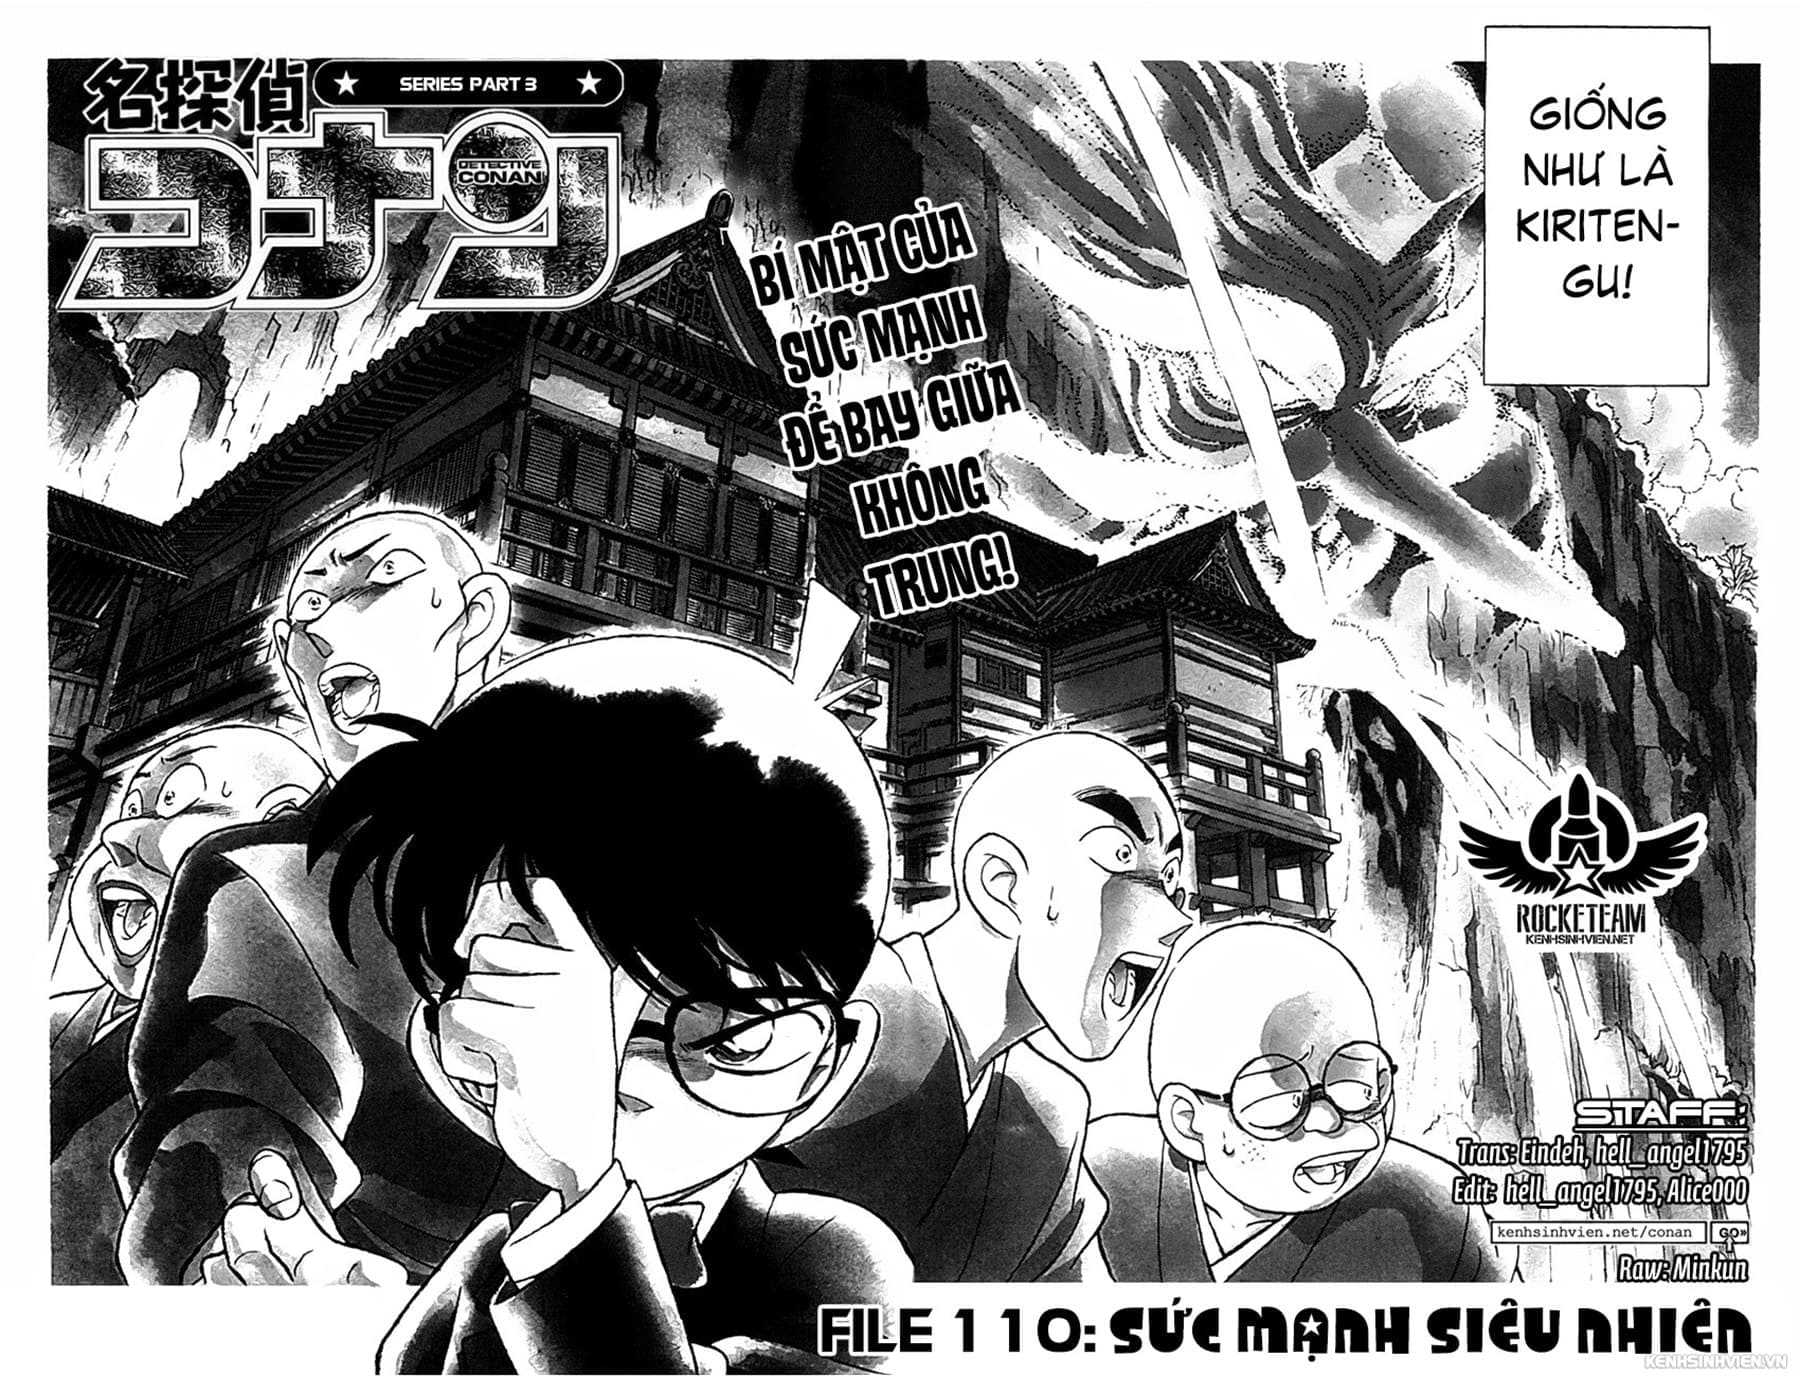 名探偵
SERIES PART 3
コナン
DETECTIVE
CONAN
GIỐNG
NHƯ LÀ
KIRITEN-
GU!
BÍ MẬT CỦA
SỨC MẠNH
ĐỂ BAY GIỮA
KHÔNG
TRUNG!
ROCKETEAM
KENHSINHVIEN.NET
STAFF:
Trans: Eindeh, hell_angel1795
Edit: hell_angel1795, Alice000
kenhsinhvien.net/conan GO»
Raw: Minkun
FILE 110: SỨC MẠNH SIÊU NHIÊN
KENHSINHVIEN.VN